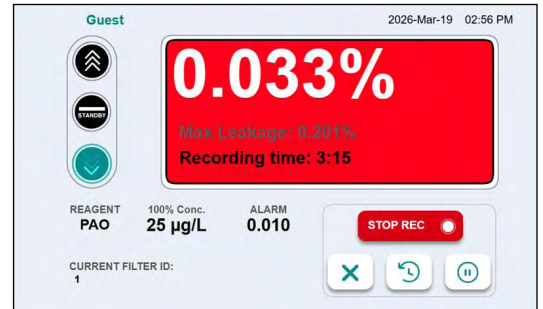 Guest
2026-Mar-19 02:56 PM
0.033%
Max Leakage: 0.201%
Recording time: 3:15
STANDBY
REAGENT
PAO
100% Conc.
25 µg/L
ALARM
0.010
STOP REC
CURRENT FILTER ID:
1